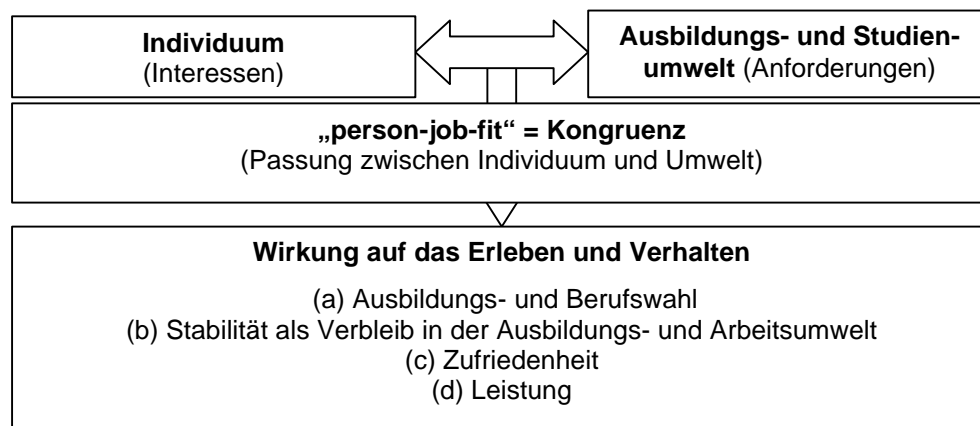 Individuum
(Interessen)
Ausbildungs- und Studien-
umwelt (Anforderungen)
„person-job-fit“ = Kongruenz
(Passung zwischen Individuum und Umwelt)
Wirkung auf das Erleben und Verhalten
(a) Ausbildungs- und Berufswahl
(b) Stabilität als Verbleib in der Ausbildungs- und Arbeitsumwelt
(c) Zufriedenheit
(d) Leistung